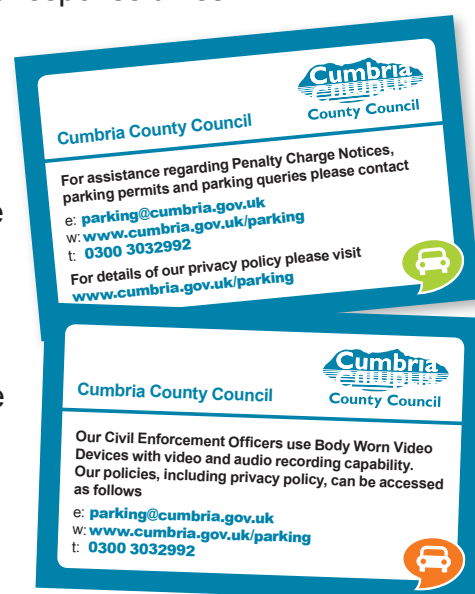 Cumbria
County Council
Cumbria County Council
For assistance regarding Penalty Charge Notices,
parking permits and parking queries please contact
e: parking@cumbria.gov.uk
w: www.cumbria.gov.uk/parking
t: 0300 3032992
For details of our privacy policy please visit
www.cumbria.gov.uk/parking
Cumbria
County Council
Cumbria County Council
Our Civil Enforcement Officers use Body Worn Video
Devices with video and audio recording capability.
Our policies, including privacy policy, can be accessed
as follows
e: parking@cumbria.gov.uk
w: www.cumbria.gov.uk/parking
t: 0300 3032992